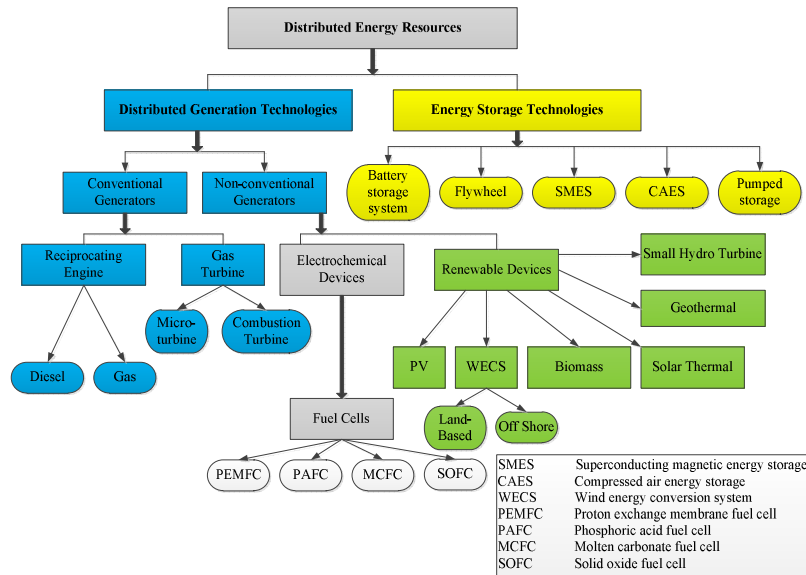 Distributed Energy Resources
Distributed Generation Technologies
Energy Storage Technologies
Conventional
Generators
Non-conventional
Generators
Battery
storage
system
Flywheel
SMES
CAES
Pumped
storage
Reciprocating
Engine
Gas
Turbine
Electrochemical
Devices
Renewable Devices
Small Hydro Turbine
Geothermal
Micro-
turbine
Combustion
Turbine
Diesel
Gas
PV
WECS
Biomass
Solar Thermal
Fuel Cells
Land-
Based
Off Shore
PEMFC
PAFC
MCFC
SOFC
SMES Superconducting magnetic energy storage
CAES Compressed air energy storage
WECS Wind energy conversion system
PEMFC Proton exchange membrane fuel cell
PAFC Phosphoric acid fuel cell
MCFC Molten carbonate fuel cell
SOFC Solid oxide fuel cell